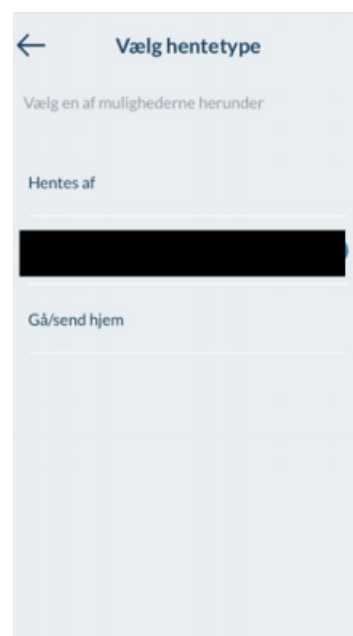 Vælg hentetype
Vælg en af mulighederne herunder
Hentes af
Gå/send hjem